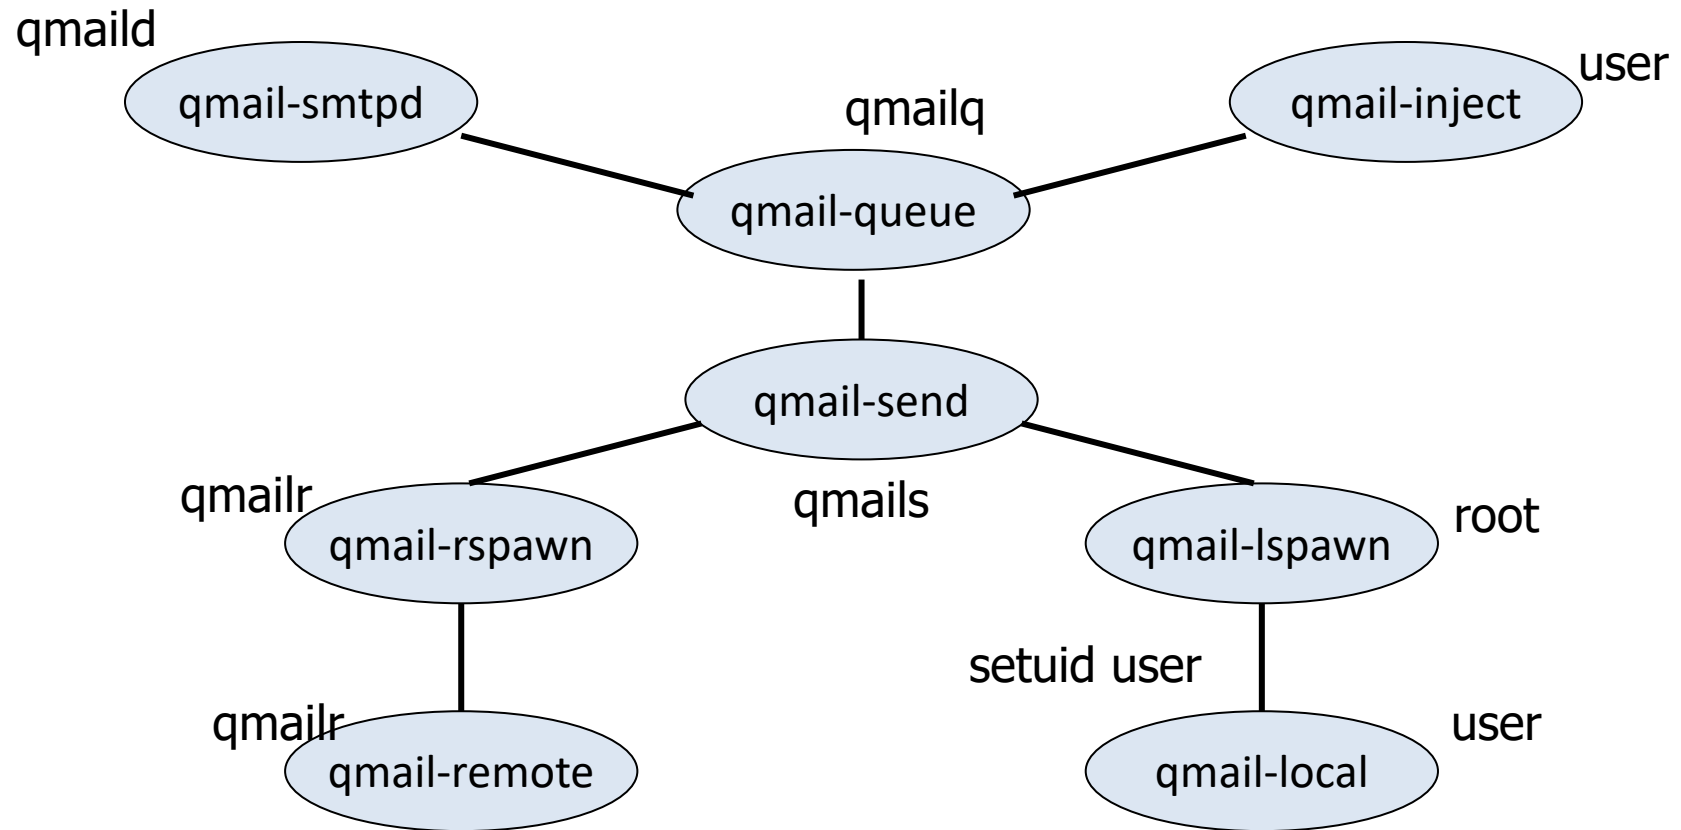 qmaild
qmail-smtpd
qmailq
qmail-inject
user
qmail-queue
qmail-send
qmails
qmailr
qmail-rspawn
qmail-lspawn
root
setuid user
qmailr
qmail-remote
qmail-local
user